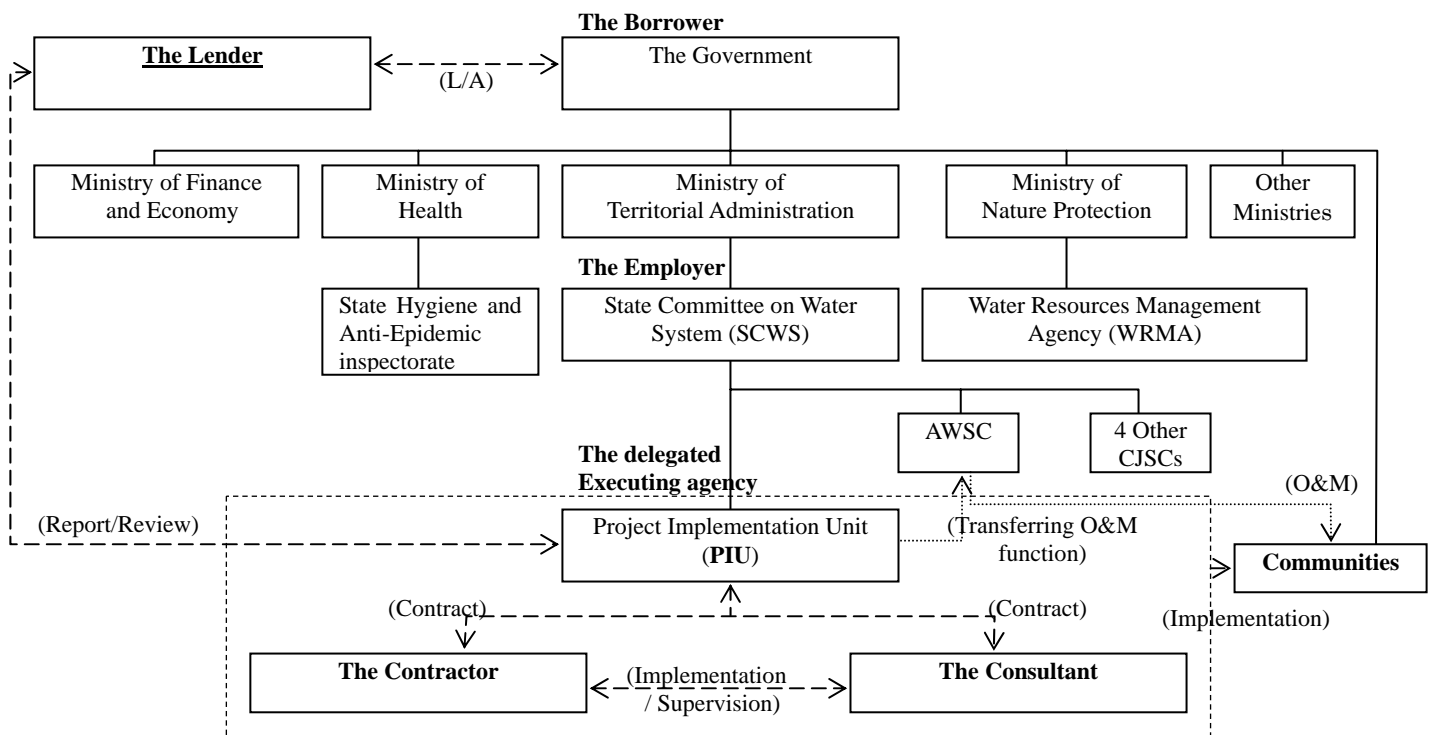 The Borrower
The Lender
The Government
(L/A)
Ministry of Finance
and Economy
Ministry of
Health
Ministry of
Territorial Administration
Ministry of
Nature Protection
Other
Ministries
The Employer
State Hygiene and
Anti-Epidemic
inspectorate
State Committee on Water
System (SCWS)
Water Resources Management
Agency (WRMA)
AWSC
4 Other
CJSCs
The delegated
Executing agency
(O&M)
(Report/Review)
Project Implementation Unit
(PIU)
(Transferring O&M
function)
Communities
(Contract)
(Contract)
(Implementation)
The Contractor
(Implementation
/ Supervision)
The Consultant